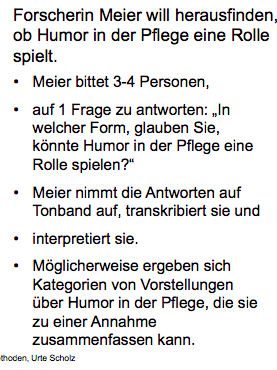 Forscherin Meier will herausfinden,
ob Humor in der Pflege eine Rolle
spielt.
• Meier bittet 3-4 Personen,
• auf 1 Frage zu antworten: „In
welcher Form, glauben Sie,
könnte Humor in der Pflege eine
Rolle spielen?“
• Meier nimmt die Antworten auf
Tonband auf, transkribiert sie und
• interpretiert sie.
• Möglicherweise ergeben sich
Kategorien von Vorstellungen
über Humor in der Pflege, die sie
zu einer Annahme
zusammenfassen kann.
thoden, Urte Scholz